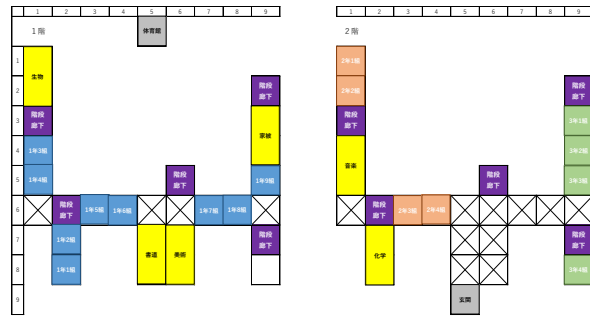 1 2 3 4 5 6 7 8 9
1階
体育館
1
生物
2
階段
廊下
3
階段
廊下
家被
4
1年3組
5
1年4組
階段
廊下
1年9組
6
階段
廊下
1年5組
1年6組
1年7組
1年8組
7
1年2組
書道
美術
階段
廊下
8
1年1組
9
1 2 3 4 5 6 7 8 9
2階
2年1組
2年2組
階段
廊下
階段
廊下
3年1組
音楽
3年2組
階段
廊下
3年3組
階段
廊下
2年3組
2年4組
化学
階段
廊下
3年4組
玄関